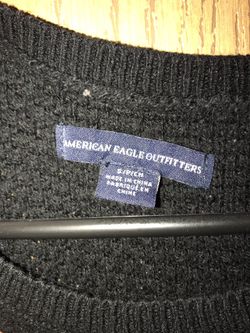 AMERICAN EAGLE OUTFITTERS
S/P/CH
MADE IN CHINA
FABRIQUÉ EN
CHINE